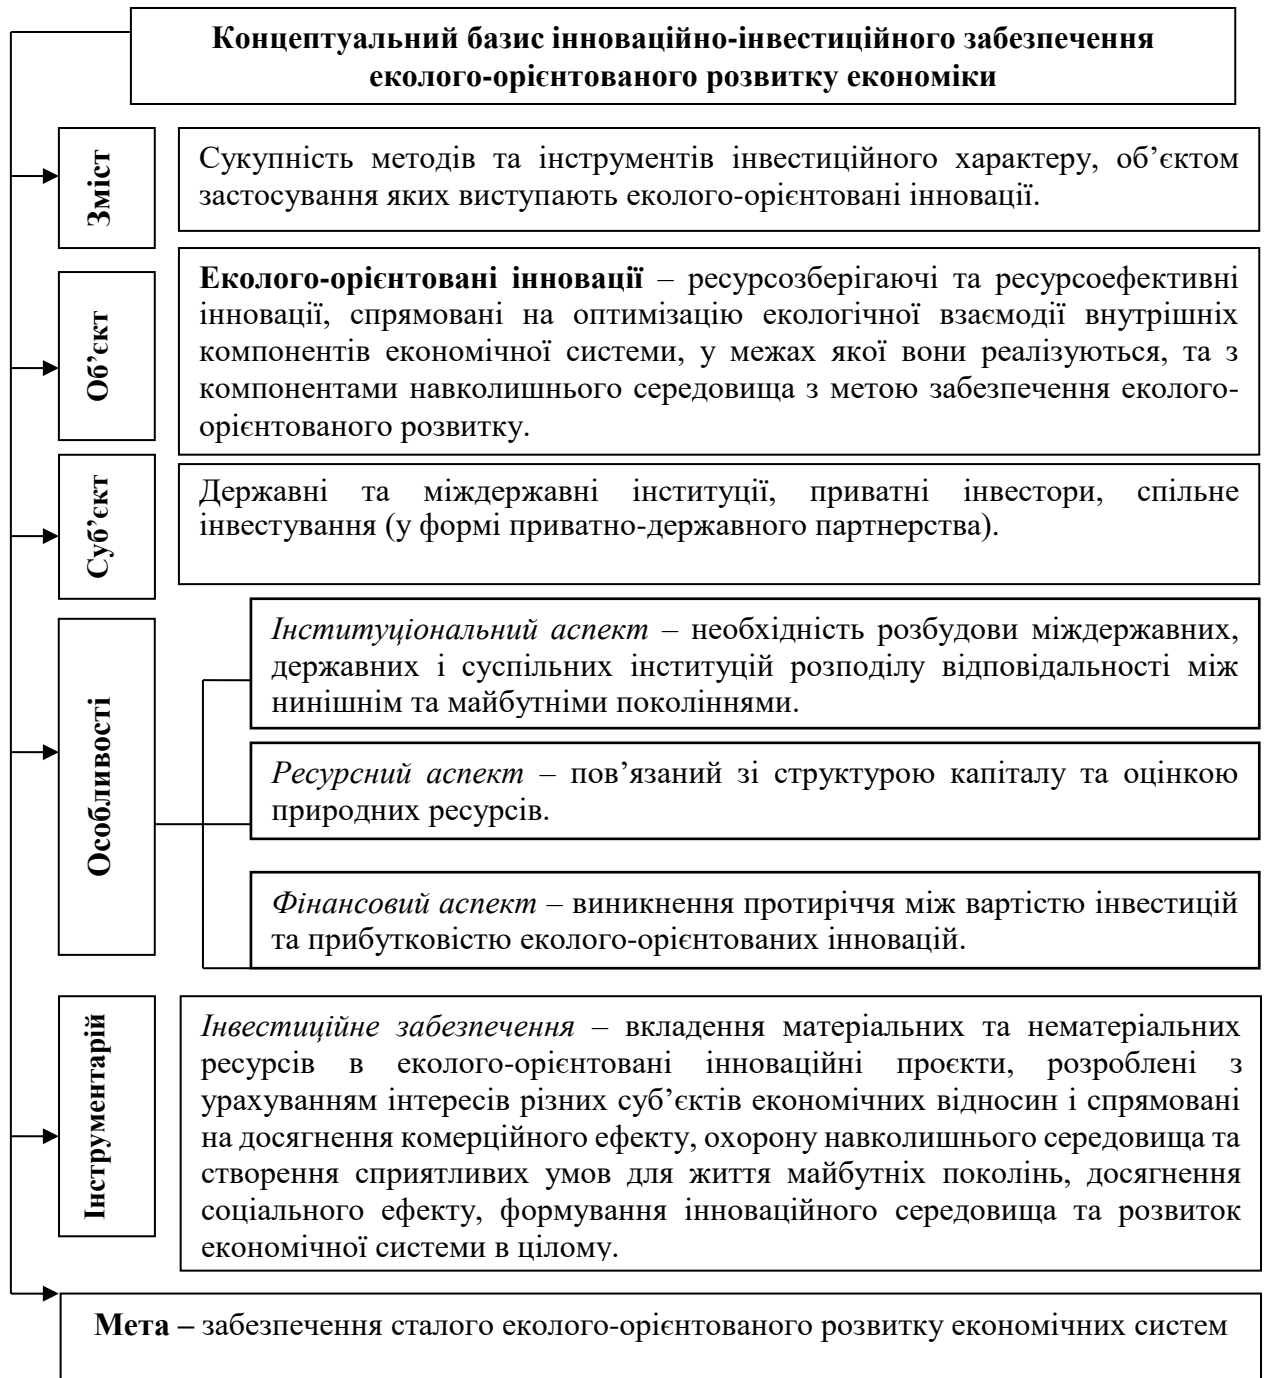 Концептуальний базис інноваційно-інвестиційного забезпечення
еколого-орієнтованого розвитку економіки
Зміст
Сукупність методів та інструментів інвестиційного характеру, об’єктом
застосування яких виступають еколого-орієнтовані інновації.
Об’єкт
Еколого-орієнтовані інновації – ресурсозберігаючі та ресурсоефективні
інновації, спрямовані на оптимізацію екологічної взаємодії внутрішніх
компонентів економічної системи, у межах якої вони реалізуються, та з
компонентами навколишнього середовища з метою забезпечення еколого-
орієнтованого розвитку.
Суб’єкт
Державні та міждержавні інституції, приватні інвестори, спільне
інвестування (у формі приватно-державного партнерства).
Особливості
Інституціональний аспект – необхідність розбудови міждержавних,
державних і суспільних інституцій розподілу відповідальності між
нинішнім та майбутніми поколіннями.
Ресурсний аспект – пов’язаний зі структурою капіталу та оцінкою
природних ресурсів.
Фінансовий аспект – виникнення протиріччя між вартістю інвестицій
та прибутковістю еколого-орієнтованих інновацій.
Інструментарій
Інвестиційне забезпечення – вкладення матеріальних та нематеріальних
ресурсів в еколого-орієнтовані інноваційні проєкти, розроблені з
урахуванням інтересів різних суб’єктів економічних відносин і спрямовані
на досягнення комерційного ефекту, охорону навколишнього середовища та
створення сприятливих умов для життя майбутніх поколінь, досягнення
соціального ефекту, формування інноваційного середовища та розвиток
економічної системи в цілому.
Мета – забезпечення сталого еколого-орієнтованого розвитку економічних систем